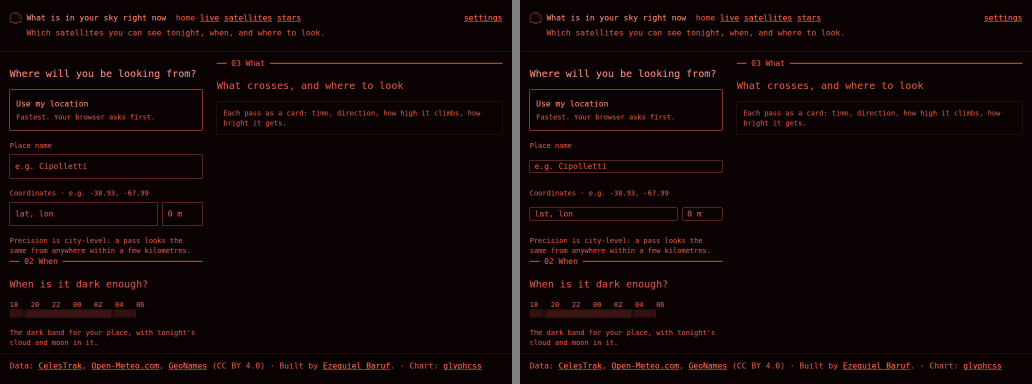 What is in your sky right now home live satellites stars settings
Which satellites you can see tonight, when, and where to look.
Where will you be looking from?
Use my location
Fastest. Your browser asks first.
Place name
e.g. Cipolletti
Coordinates · e.g. -38.93, -67.99
lat, lon 0 m
Precision is city-level: a pass looks the
same from anywhere within a few kilometres.
02 When
When is it dark enough?
18 20 22 00 02 04 06
The dark band for your place, with tonight's
cloud and moon in it.
03 What
What crosses, and where to look
Each pass as a card: time, direction, how high it climbs, how
bright it gets.
Data: CelesTrak, Open-Meteo.com, GeoNames (CC BY 4.0) · Built by Ezequiel Baruf. · Chart: glyphcss
What is in your sky right now home live satellites stars settings
Which satellites you can see tonight, when, and where to look.
Where will you be looking from?
Use my location
Fastest. Your browser asks first.
Place name
e.g. Cipolletti
Coordinates · e.g. -38.93, -67.99
lat, lon 0 m
Precision is city-level: a pass looks the
same from anywhere within a few kilometres.
02 When
When is it dark enough?
18 20 22 00 02 04 06
The dark band for your place, with tonight's
cloud and moon in it.
03 What
What crosses, and where to look
Each pass as a card: time, direction, how high it climbs, how
bright it gets.
Data: CelesTrak, Open-Meteo.com, GeoNames (CC BY 4.0) · Built by Ezequiel Baruf. · Chart: glyphcss